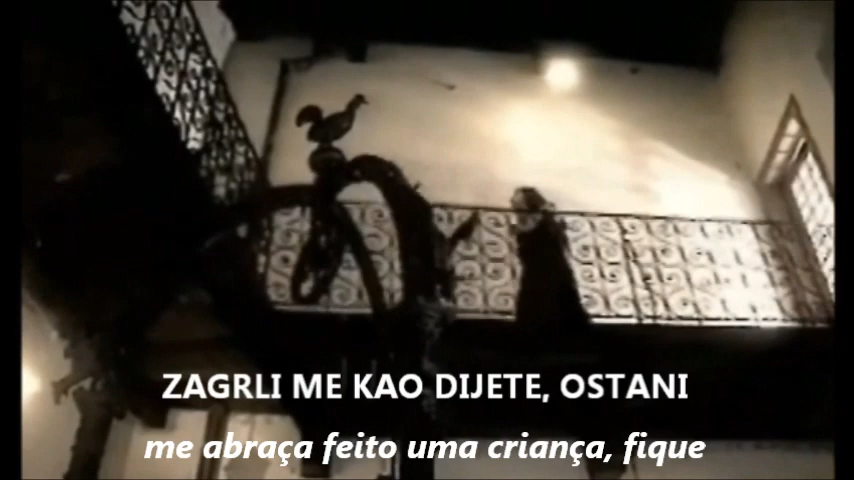 ZAGRLI ME KAO DIJETE, OSTANI
me abraça feito uma criança, fique